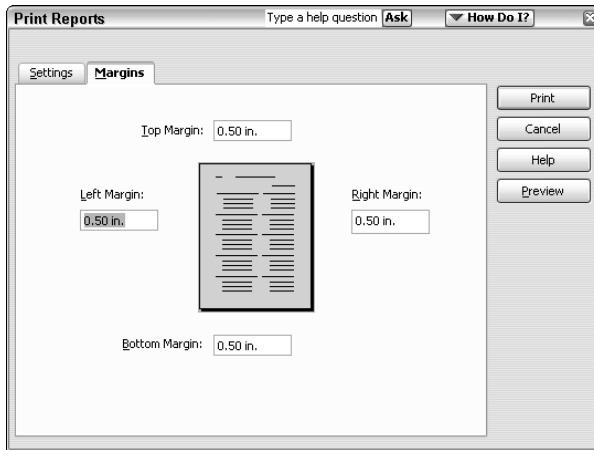 Print Reports Type a help question Ask How Do I?
Settings Margins
Print
Top Margin: 0.50 in.
Cancel
Help
Left Margin: Right Margin:
Preview
0.50 in. 0.50 in.
Bottom Margin: 0.50 in.